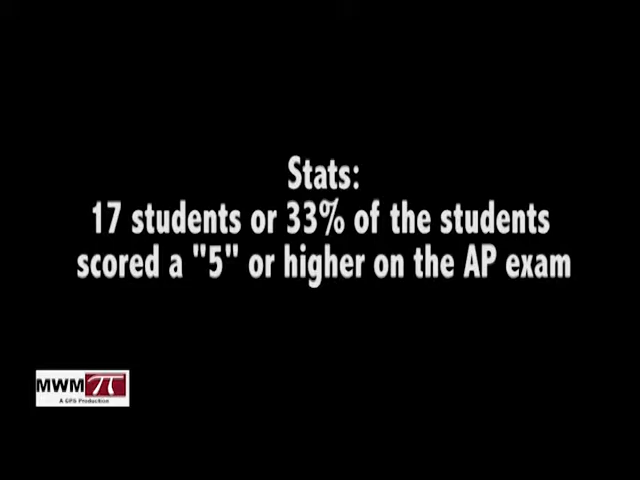 Stats:
17 students or 33% of the students
scored a "5" or higher on the AP exam
MWM π
A GPS Production